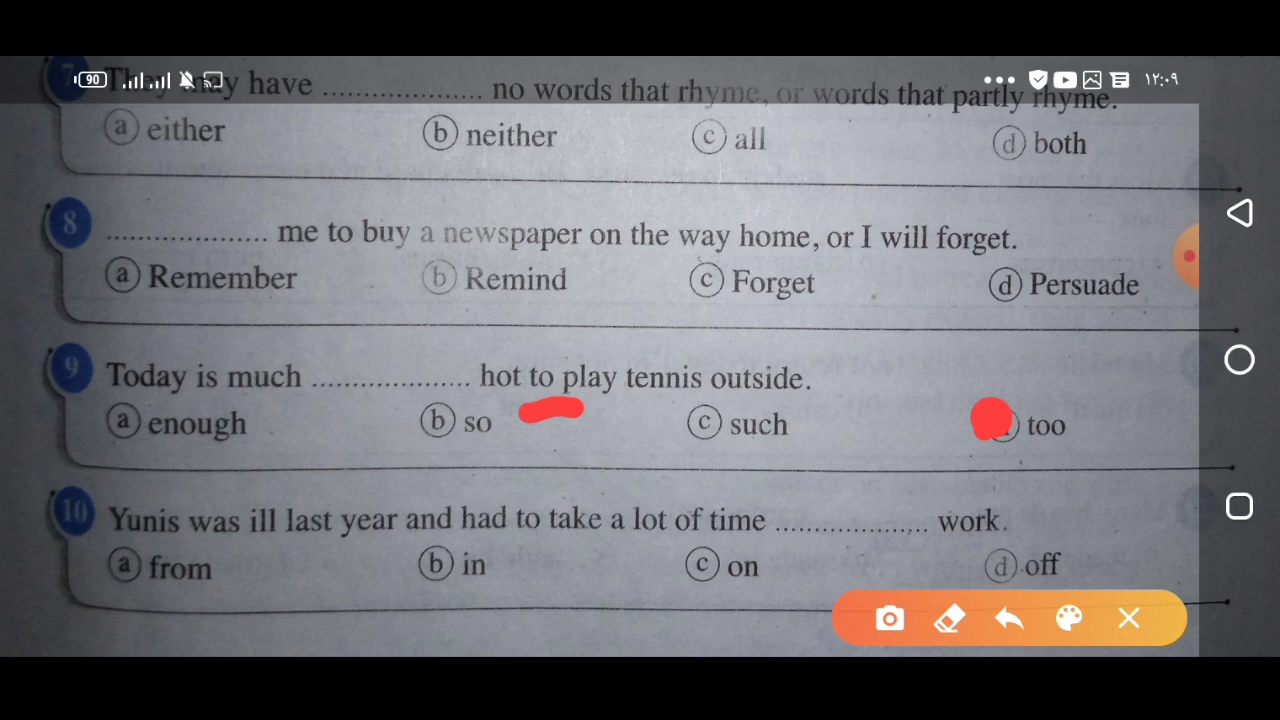 90 ١٢:٠٩
7 They may have .................... no words that rhyme, or words that partly rhyme.
a either b neither c all d both
8 .................... me to buy a newspaper on the way home, or I will forget.
a Remember b Remind c Forget d Persuade
9 Today is much .................... hot to play tennis outside.
a enough b so c such too
10 Yunis was ill last year and had to take a lot of time ................... work.
a from b in c on d off